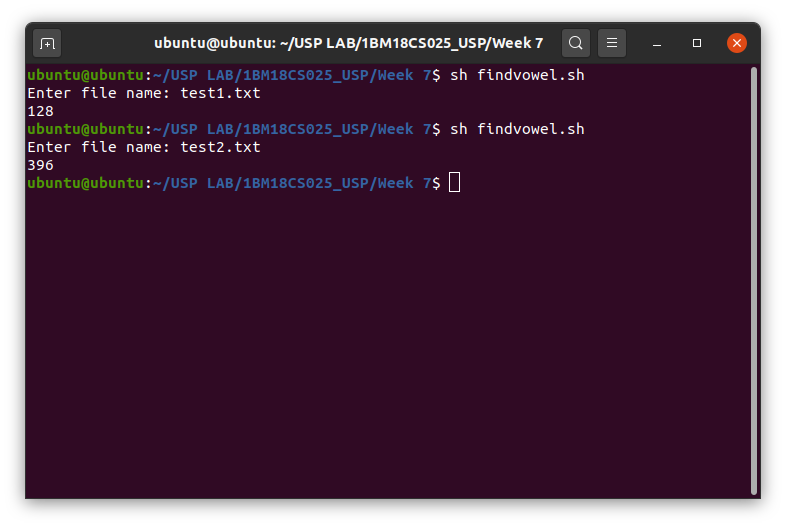 ubuntu@ubuntu: ~/USP LAB/1BM18CS025_USP/Week 7
ubuntu@ubuntu:~/USP LAB/1BM18CS025_USP/Week 7$ sh findvowel.sh
Enter file name: test1.txt
128
ubuntu@ubuntu:~/USP LAB/1BM18CS025_USP/Week 7$ sh findvowel.sh
Enter file name: test2.txt
396
ubuntu@ubuntu:~/USP LAB/1BM18CS025_USP/Week 7$